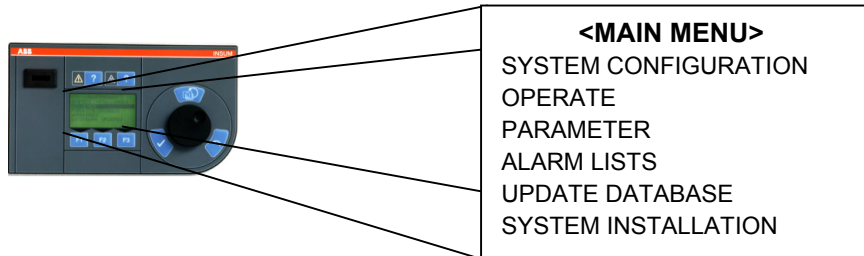 ABB
INSUM
? ?
F1 F2 F3
<MAIN MENU>
SYSTEM CONFIGURATION
OPERATE
PARAMETER
ALARM LISTS
UPDATE DATABASE
SYSTEM INSTALLATION